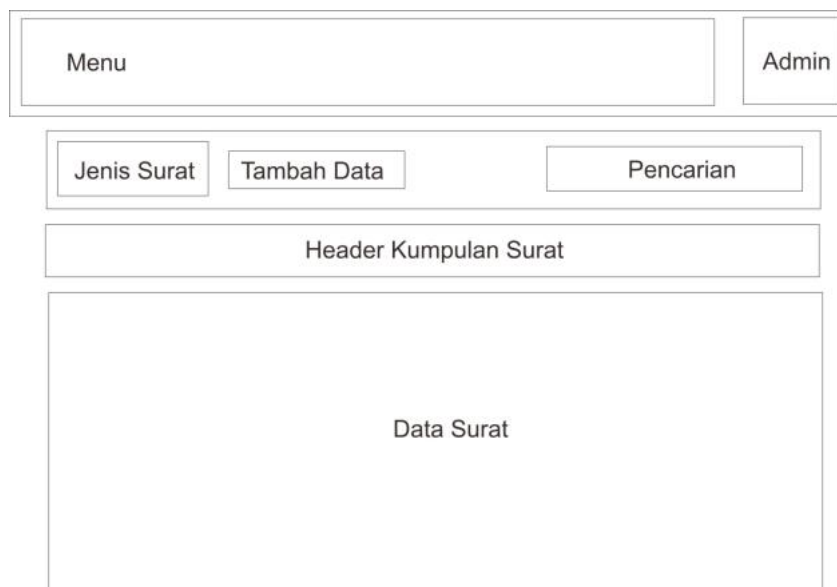 Menu
Admin
Jenis Surat
Tambah Data
Pencarian
Header Kumpulan Surat
Data Surat